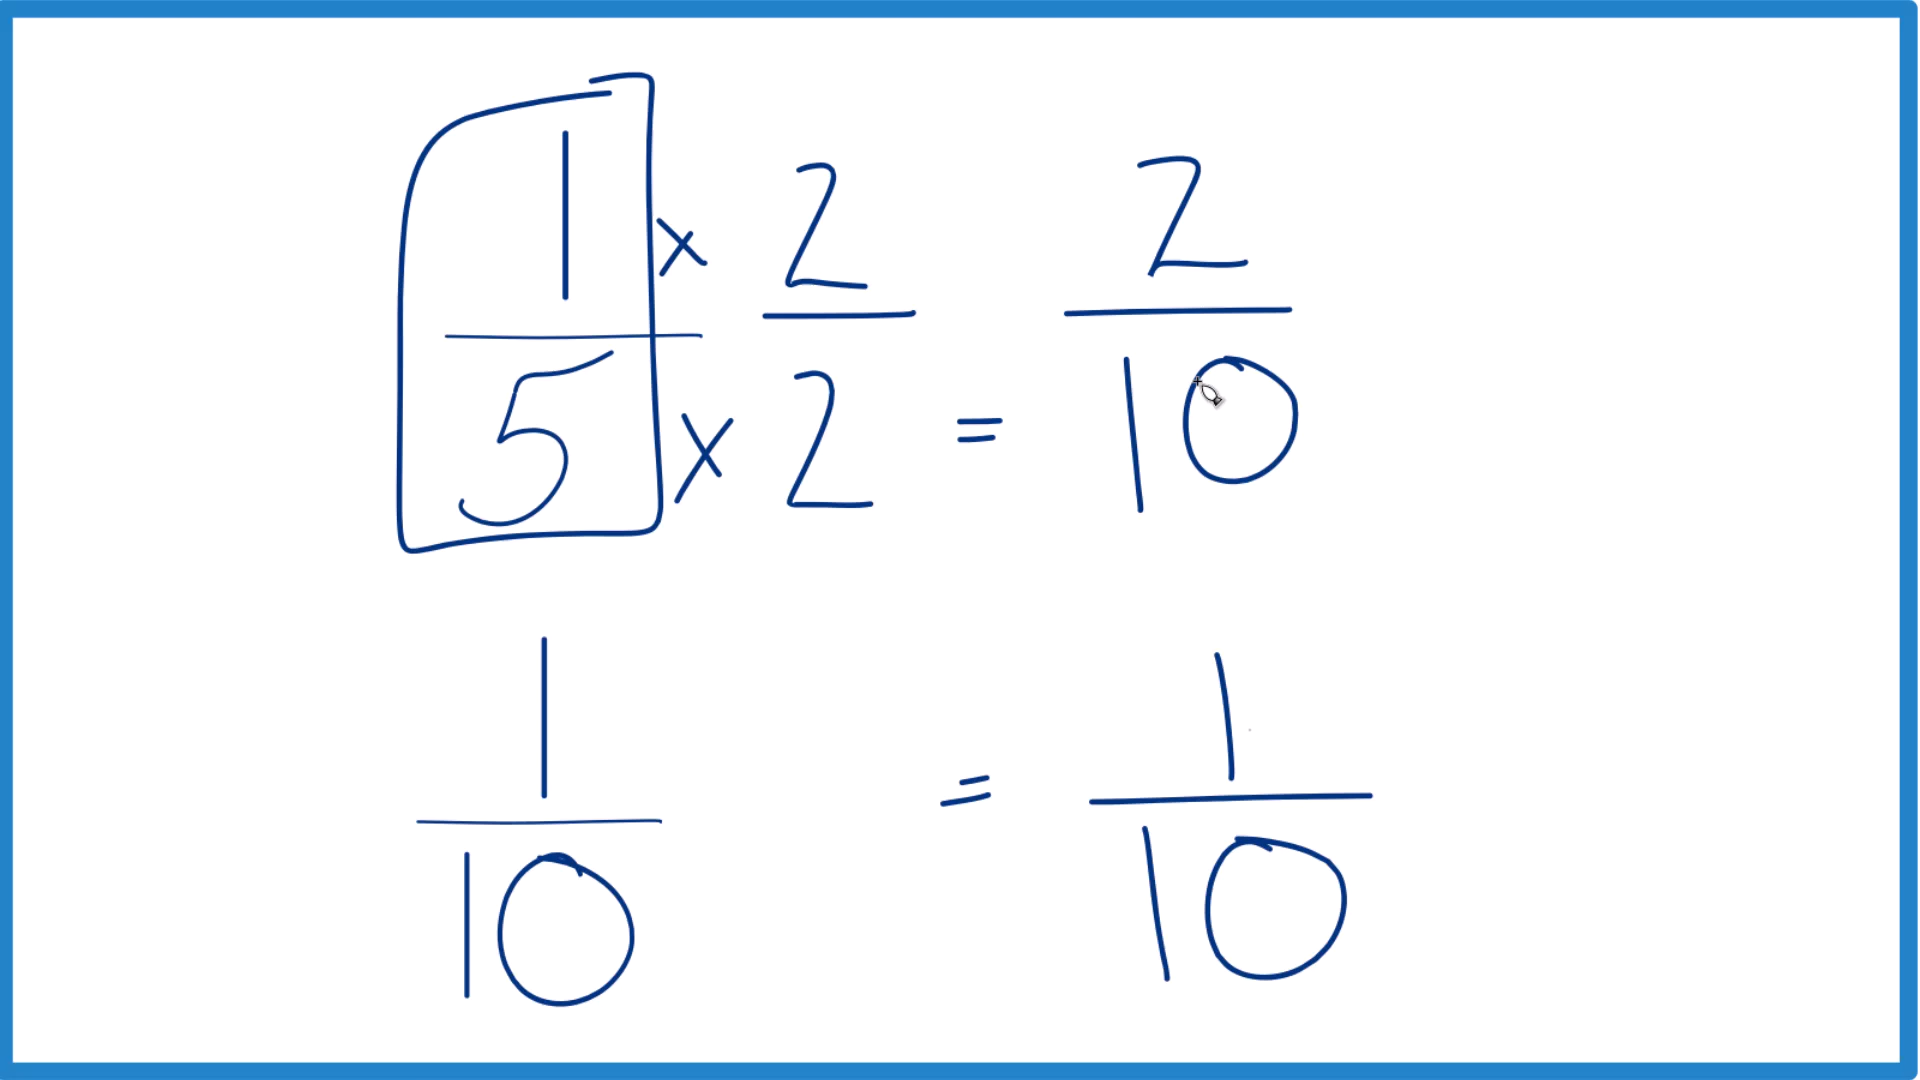 1/5 × 2/2 = 2/10
1/10 = 1/10